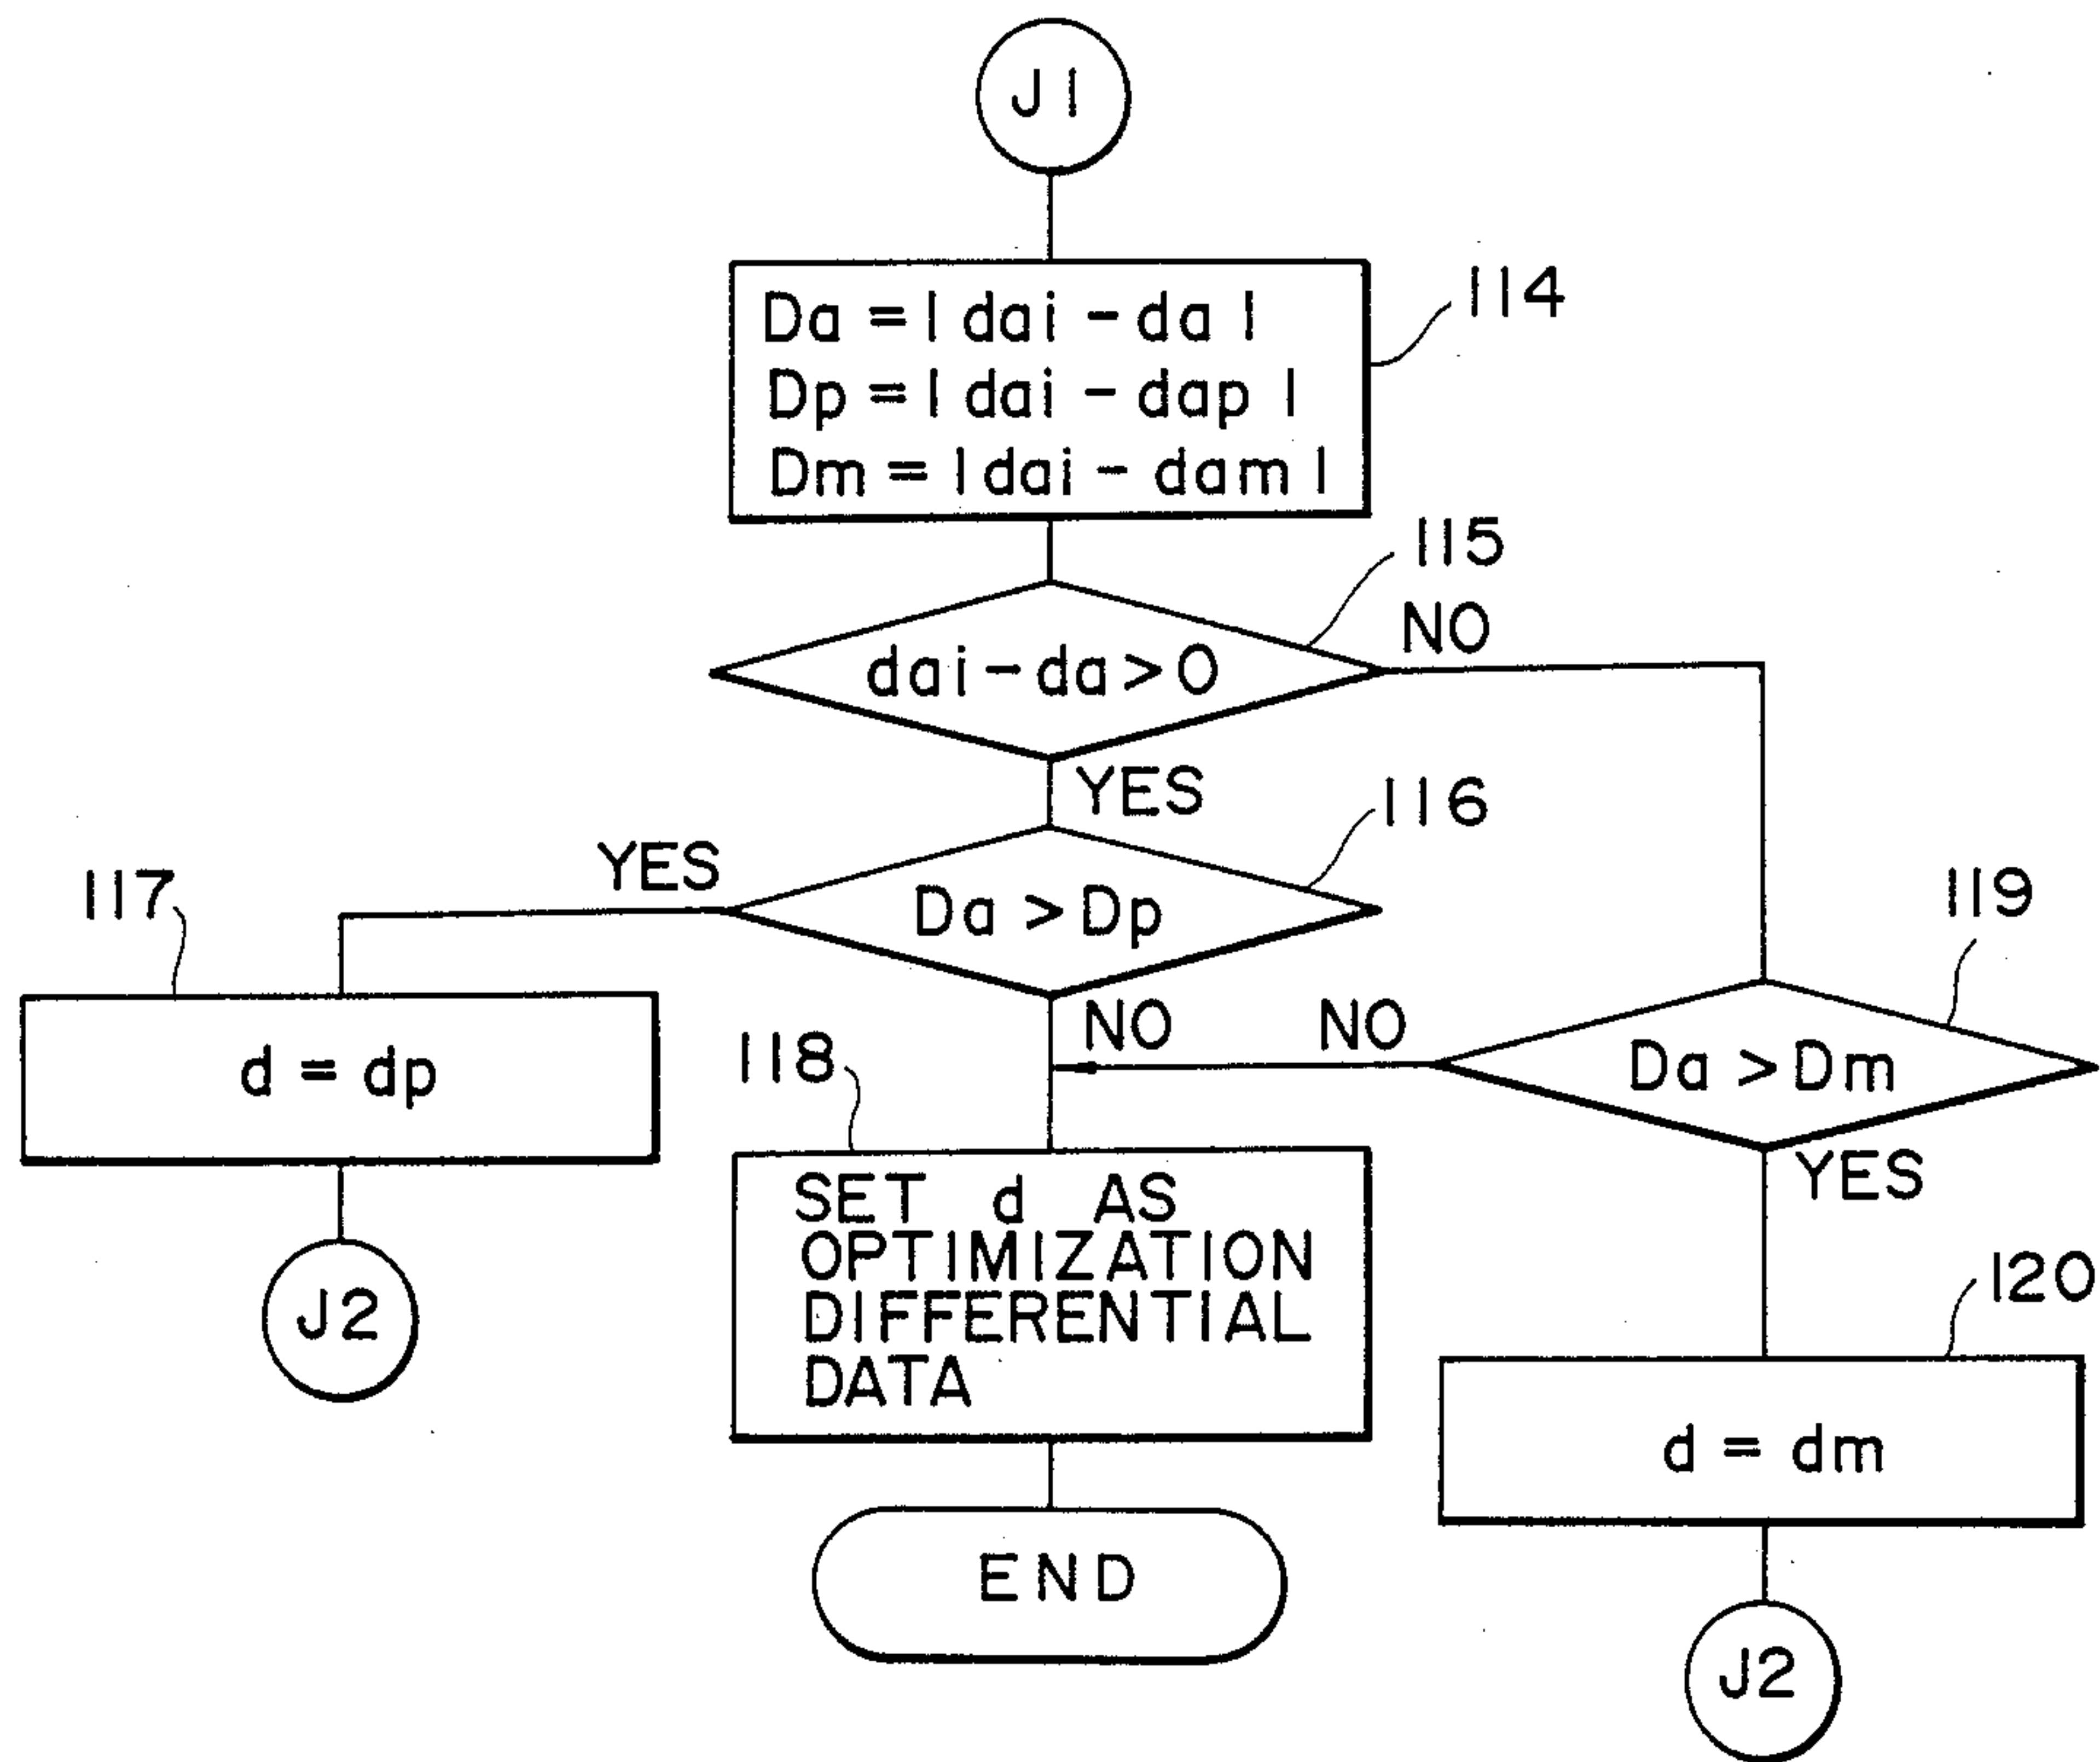 J1
Da = | dai - da |
Dp = | dai - dap |
Dm = | dai - dam |
114
115
dai - da > 0
NO
YES
116
YES
Da > Dp
117
119
d = dp
NO
NO
Da > Dm
118
YES
SET d AS
OPTIMIZATION
DIFFERENTIAL
DATA
J2
120
d = dm
END
J2